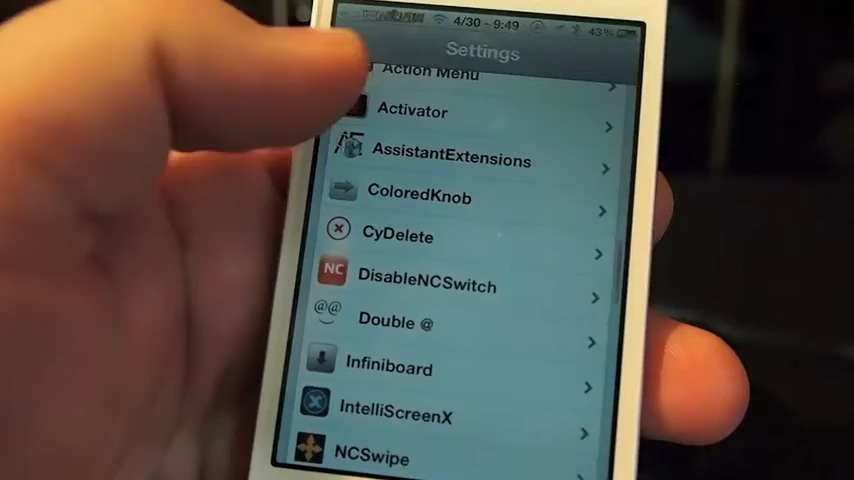 4/30 - 9:49 43%
Settings
Action Menu
Activator
AssistantExtensions
ColoredKnob
CyDelete
NC DisableNCSwitch
@@ Double @
Infiniboard
IntelliScreenX
NCSwipe